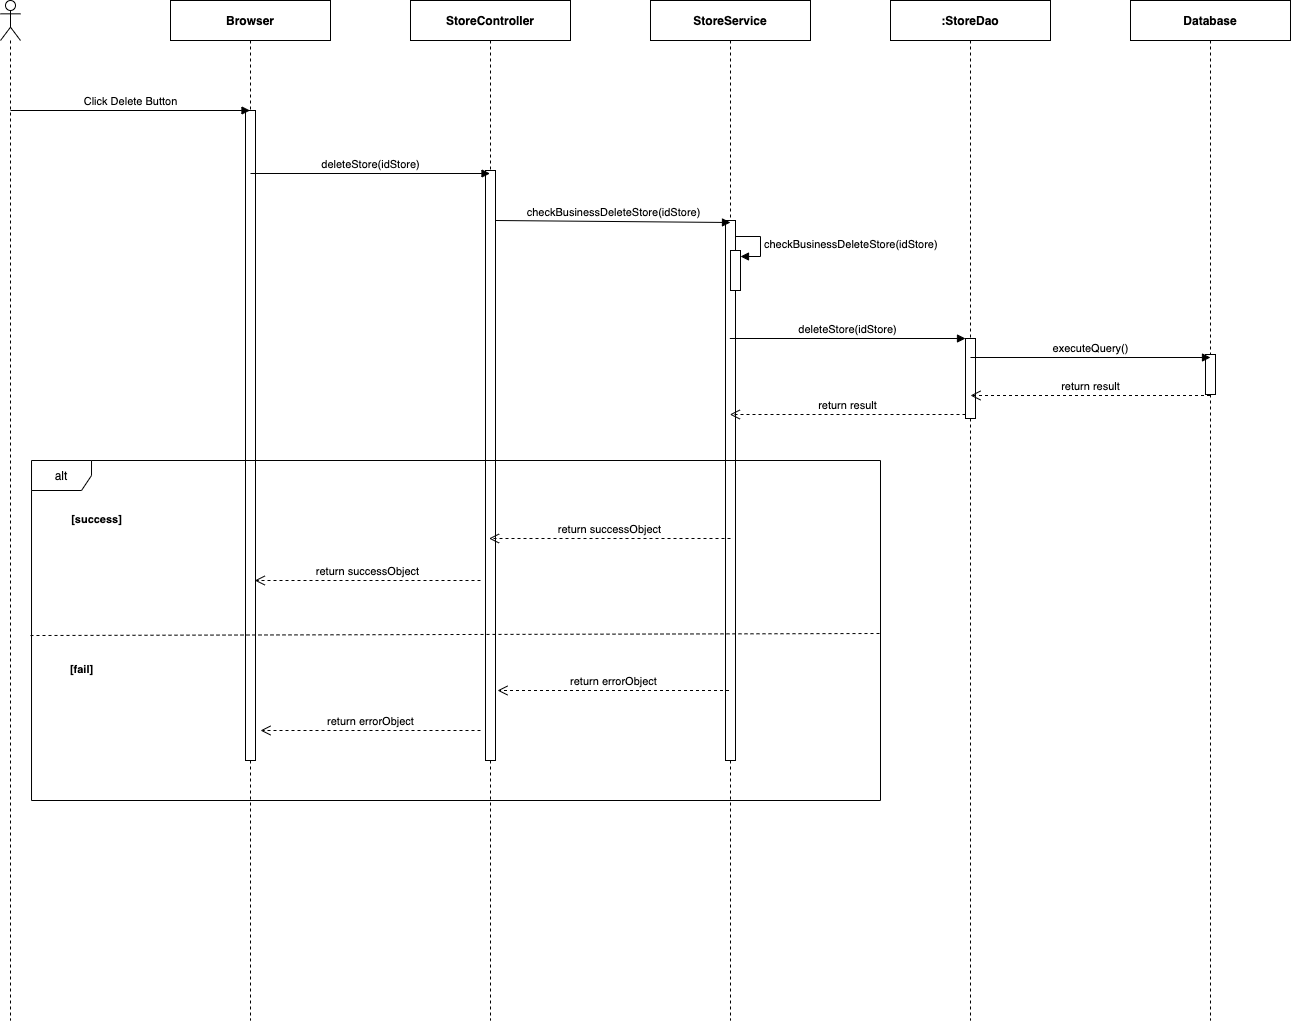 Browser
StoreController
StoreService
:StoreDao
Database
Click Delete Button
deleteStore(idStore)
checkBusinessDeleteStore(idStore)
checkBusinessDeleteStore(idStore)
deleteStore(idStore)
executeQuery()
return result
return result
alt
[success]
return successObject
return successObject
[fail]
return errorObject
return errorObject